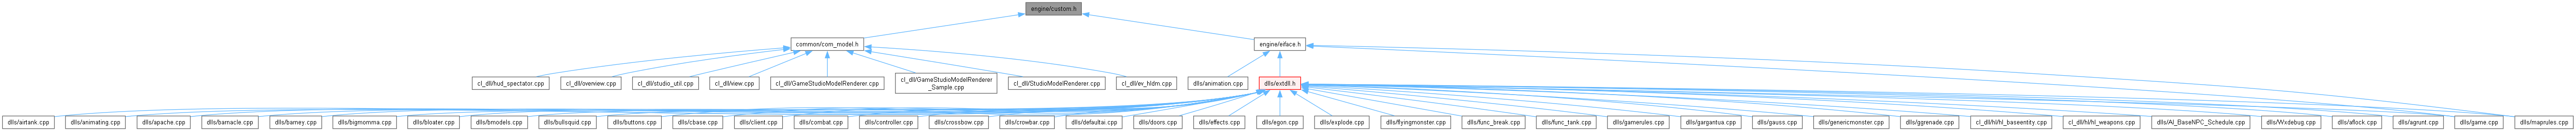 engine/custom.h
common/com_model.h
engine/eiface.h
cl_dll/hud_spectator.cpp
cl_dll/overview.cpp
cl_dll/studio_util.cpp
cl_dll/view.cpp
cl_dll/GameStudioModelRenderer.cpp
cl_dll/GameStudioModelRenderer
_Sample.cpp
cl_dll/StudioModelRenderer.cpp
cl_dll/ev_hldm.cpp
dlls/animation.cpp
dlls/extdll.h
dlls/airtank.cpp
dlls/animating.cpp
dlls/apache.cpp
dlls/barnacle.cpp
dlls/barney.cpp
dlls/bigmomma.cpp
dlls/bloater.cpp
dlls/bmodels.cpp
dlls/bullsquid.cpp
dlls/buttons.cpp
dlls/cbase.cpp
dlls/client.cpp
dlls/combat.cpp
dlls/controller.cpp
dlls/crossbow.cpp
dlls/crowbar.cpp
dlls/defaultai.cpp
dlls/doors.cpp
dlls/effects.cpp
dlls/egon.cpp
dlls/explode.cpp
dlls/flyingmonster.cpp
dlls/func_break.cpp
dlls/func_tank.cpp
dlls/gamerules.cpp
dlls/gargantua.cpp
dlls/gauss.cpp
dlls/genericmonster.cpp
dlls/ggrenade.cpp
cl_dll/hl/hl_baseentity.cpp
cl_dll/hl/hl_weapons.cpp
dlls/AI_BaseNPC_Schedule.cpp
dlls/Wxdebug.cpp
dlls/aflock.cpp
dlls/agrunt.cpp
dlls/game.cpp
dlls/maprules.cpp